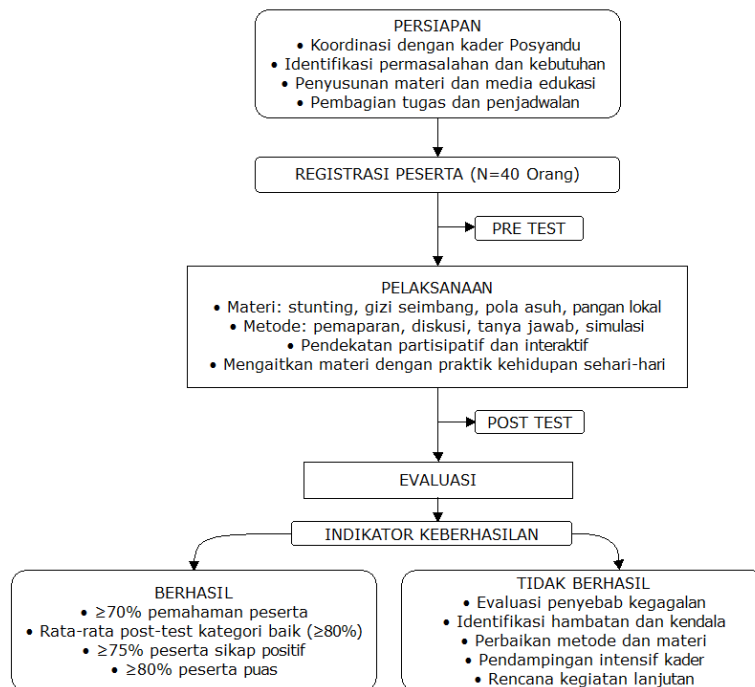 PERSIAPAN
• Koordinasi dengan kader Posyandu
• Identifikasi permasalahan dan kebutuhan
• Penyusunan materi dan media edukasi
• Pembagian tugas dan penjadwalan
REGISTRASI PESERTA (N=40 Orang)
PRE TEST
PELAKSANAAN
• Materi: stunting, gizi seimbang, pola asuh, pangan lokal
• Metode: pemaparan, diskusi, tanya jawab, simulasi
• Pendekatan partisipatif dan interaktif
• Mengaitkan materi dengan praktik kehidupan sehari-hari
POST TEST
EVALUASI
INDIKATOR KEBERHASILAN
BERHASIL
• ≥70% pemahaman peserta
• Rata-rata post-test kategori baik (≥80%)
• ≥75% peserta sikap positif
• ≥80% peserta puas
TIDAK BERHASIL
• Evaluasi penyebab kegagalan
• Identifikasi hambatan dan kendala
• Perbaikan metode dan materi
• Pendampingan intensif kader
• Rencana kegiatan lanjutan